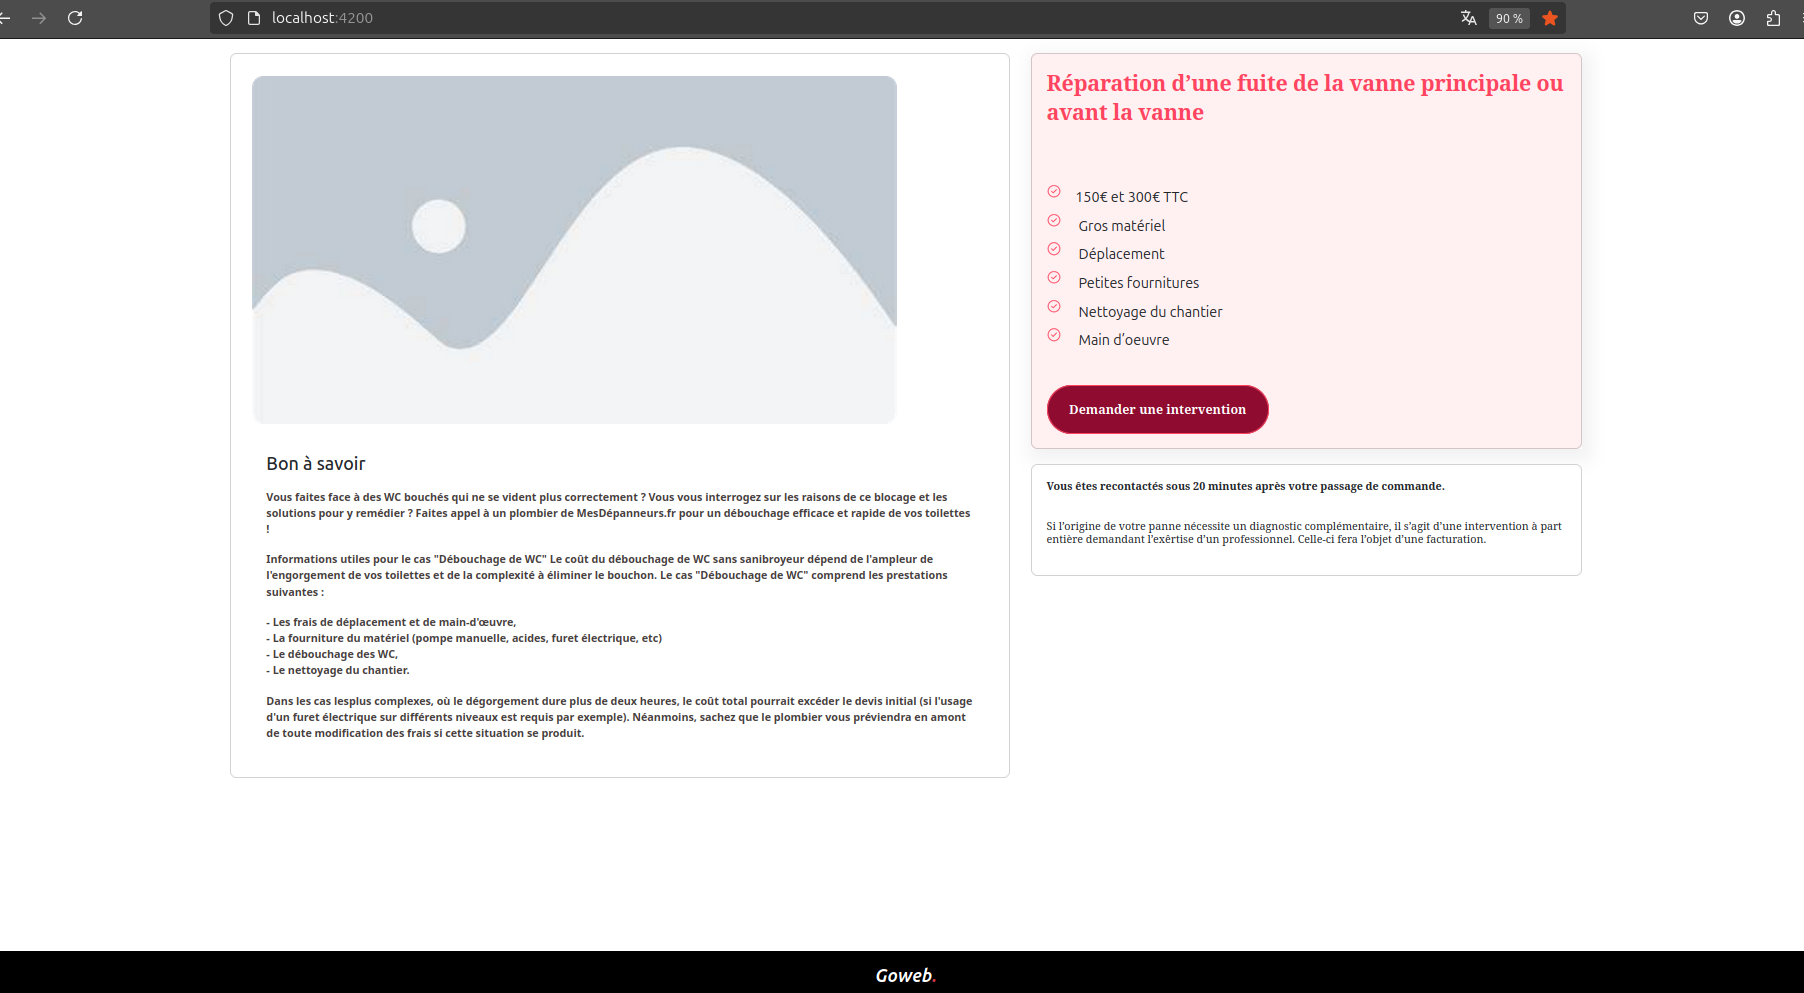 localhost:4200
90 %
Bon à savoir
Vous faites face à des WC bouchés qui ne se vident plus correctement ? Vous vous interrogez sur les raisons de ce blocage et les
solutions pour y remédier ? Faites appel à un plombier de MesDépanneurs.fr pour un débouchage efficace et rapide de vos toilettes
!
Informations utiles pour le cas "Débouchage de WC" Le coût du débouchage de WC sans sanibroyeur dépend de l'ampleur de
l'engorgement de vos toilettes et de la complexité à éliminer le bouchon. Le cas "Débouchage de WC" comprend les prestations
suivantes :
- Les frais de déplacement et de main-d'œuvre,
- La fourniture du matériel (pompe manuelle, acides, furet électrique, etc)
- Le débouchage des WC,
- Le nettoyage du chantier.
Dans les cas lesplus complexes, où le dégorgement dure plus de deux heures, le coût total pourrait excéder le devis initial (si l'usage
d'un furet électrique sur différents niveaux est requis par exemple). Néanmoins, sachez que le plombier vous préviendra en amont
de toute modification des frais si cette situation se produit.
Réparation d’une fuite de la vanne principale ou
avant la vanne
150€ et 300€ TTC
Gros matériel
Déplacement
Petites fournitures
Nettoyage du chantier
Main d’oeuvre
Demander une intervention
Vous êtes recontactés sous 20 minutes après votre passage de commande.
Si l’origine de votre panne nécessite un diagnostic complémentaire, il s’agit d’une intervention à part
entière demandant l’exêrtise d’un professionnel. Celle-ci fera l’objet d’une facturation.
Goweb.